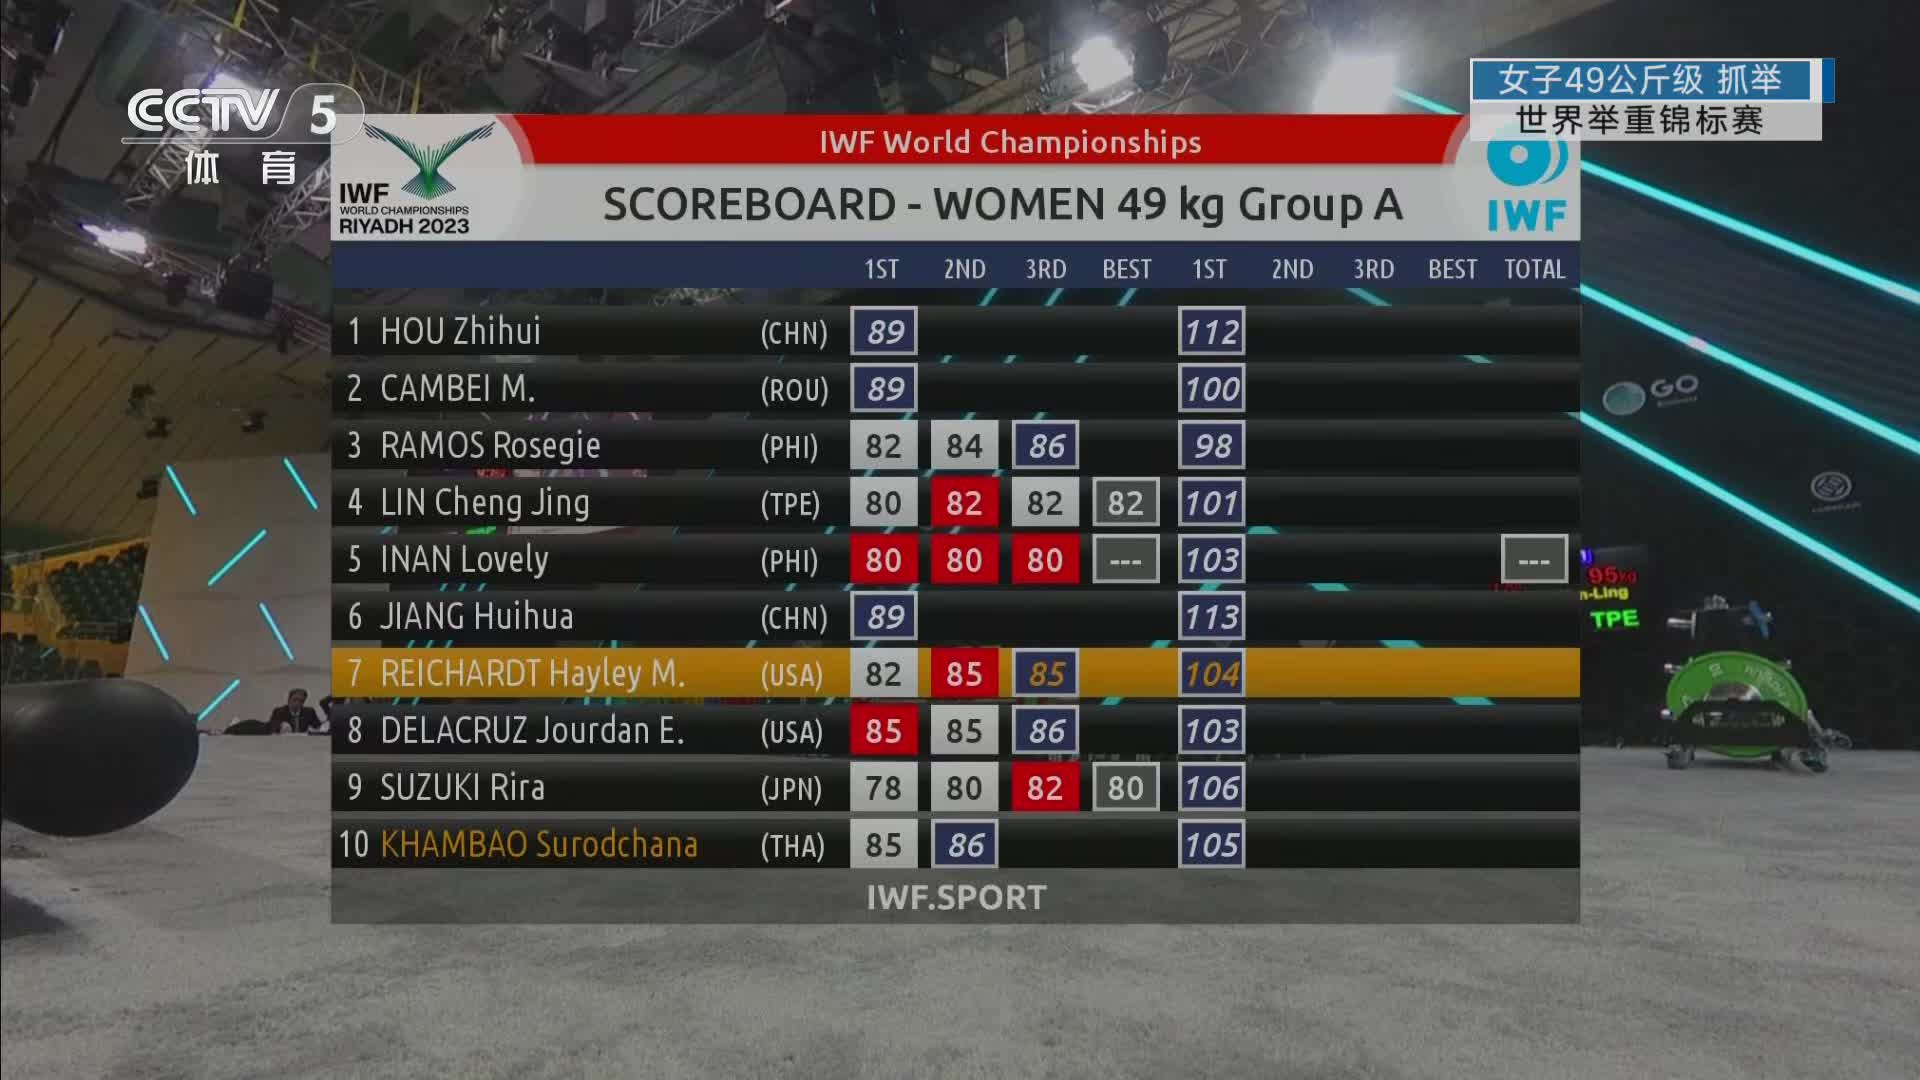 CCTV 5
体育
女子49公斤级 抓举
世界举重锦标赛
IWF
WORLD CHAMPIONSHIPS
RIYADH 2023
IWF World Championships
SCOREBOARD - WOMEN 49 kg Group A
IWF
1ST 2ND 3RD BEST 1ST 2ND 3RD BEST TOTAL
1 HOU Zhihui (CHN) 89 112
2 CAMBEI M. (ROU) 89 100
3 RAMOS Rosegie (PHI) 82 84 86 98
4 LIN Cheng Jing (TPE) 80 82 82 82 101
5 INAN Lovely (PHI) 80 80 80 --- 103 ---
6 JIANG Huihua (CHN) 89 113
7 REICHARDT Hayley M. (USA) 82 85 85 104
8 DELACRUZ Jourdan E. (USA) 85 85 86 103
9 SUZUKI Rira (JPN) 78 80 82 80 106
10 KHAMBAO Surodchana (THA) 85 86 105
IWF.SPORT
GO
95kg
n-Ling
TPE